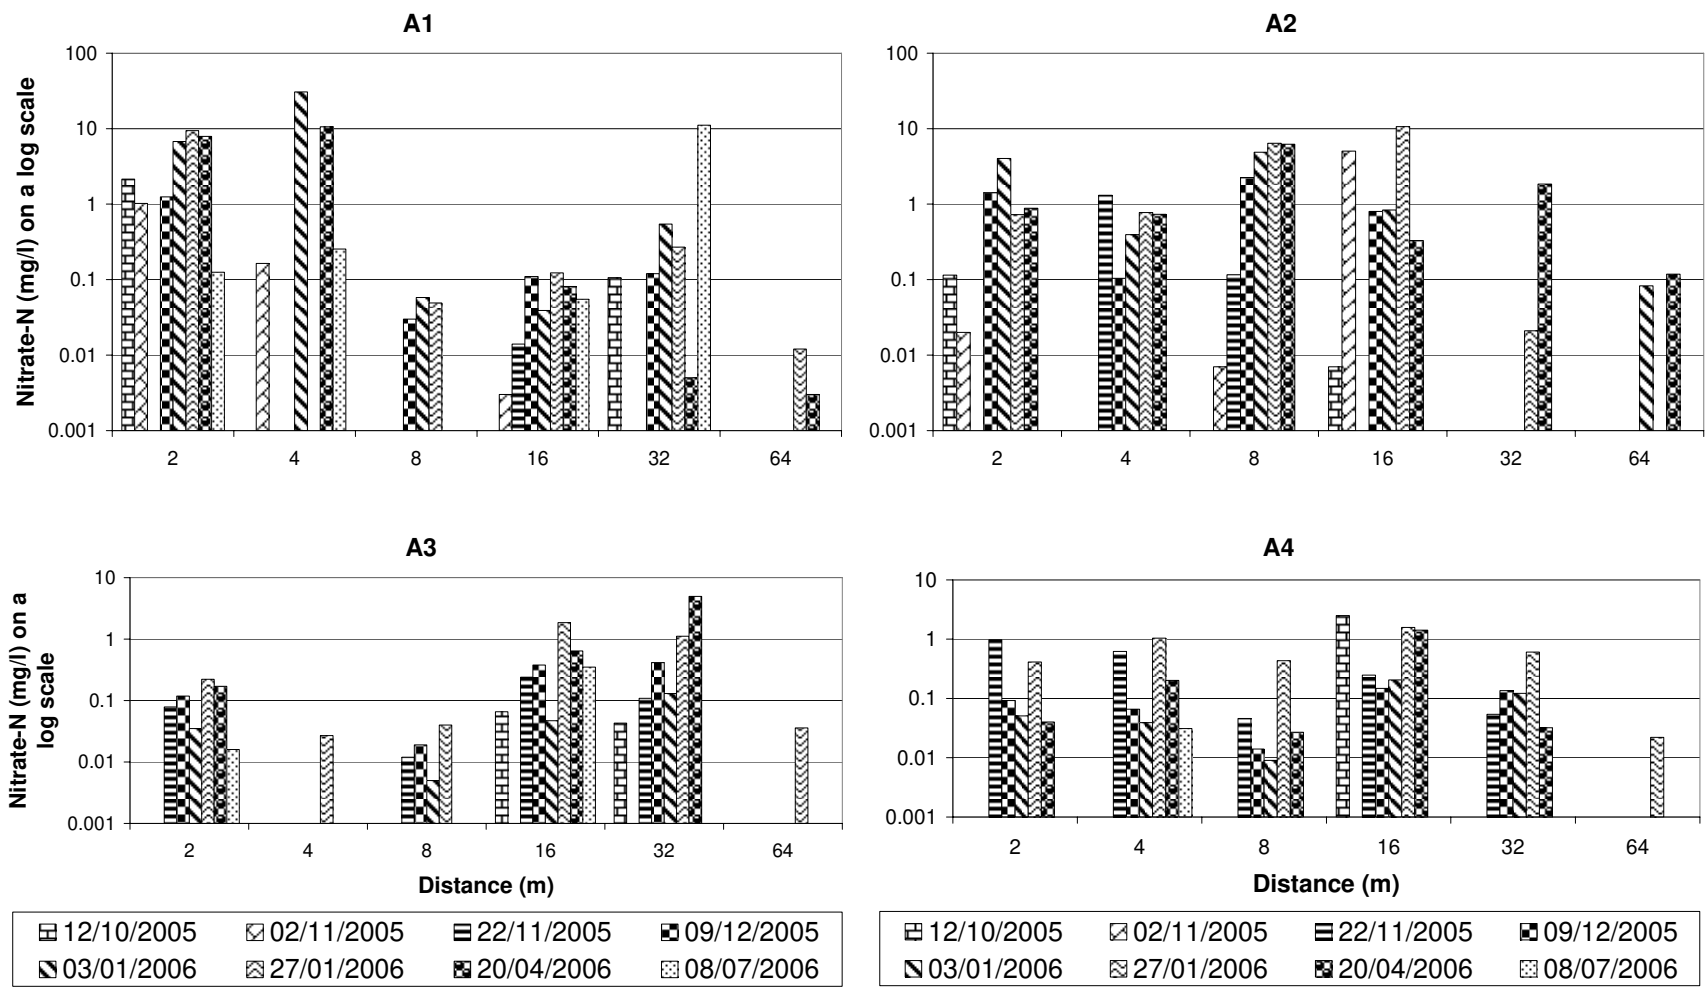 A1
A2
Nitrate-N (mg/l) on a log scale
100
10
1
0.1
0.01
0.001
2 4 8 16 32 64
100
10
1
0.1
0.01
0.001
2 4 8 16 32 64
A3
A4
Nitrate-N (mg/l) on a
log scale
10
1
0.1
0.01
0.001
2 4 8 16 32 64
Distance (m)
10
1
0.1
0.01
0.001
2 4 8 16 32 64
Distance (m)
12/10/2005 02/11/2005 22/11/2005 09/12/2005
03/01/2006 27/01/2006 20/04/2006 08/07/2006
12/10/2005 02/11/2005 22/11/2005 09/12/2005
03/01/2006 27/01/2006 20/04/2006 08/07/2006